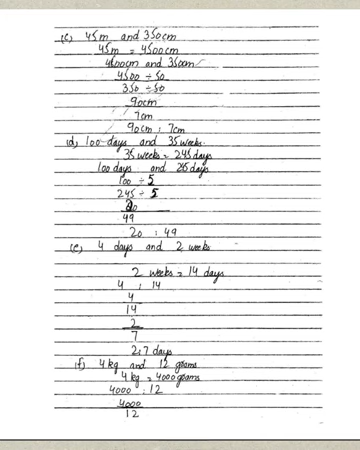 (c) 45m and 350cm
45m = 4500cm
4500cm and 350cm
4500 ÷ 50
350 ÷ 50
90cm
7cm
90cm : 7cm
(d) 100 days and 35 weeks
35 weeks = 245 days
100 days and 245 days
100 ÷ 5
245 ÷ 5
20
49
20 : 49
(e) 4 days and 2 weeks
2 weeks = 14 days
4 : 14
4
14
2
7
2:7 days
(f) 4 kg and 12 grams
4 kg = 4000 grams
4000 : 12
4000
12